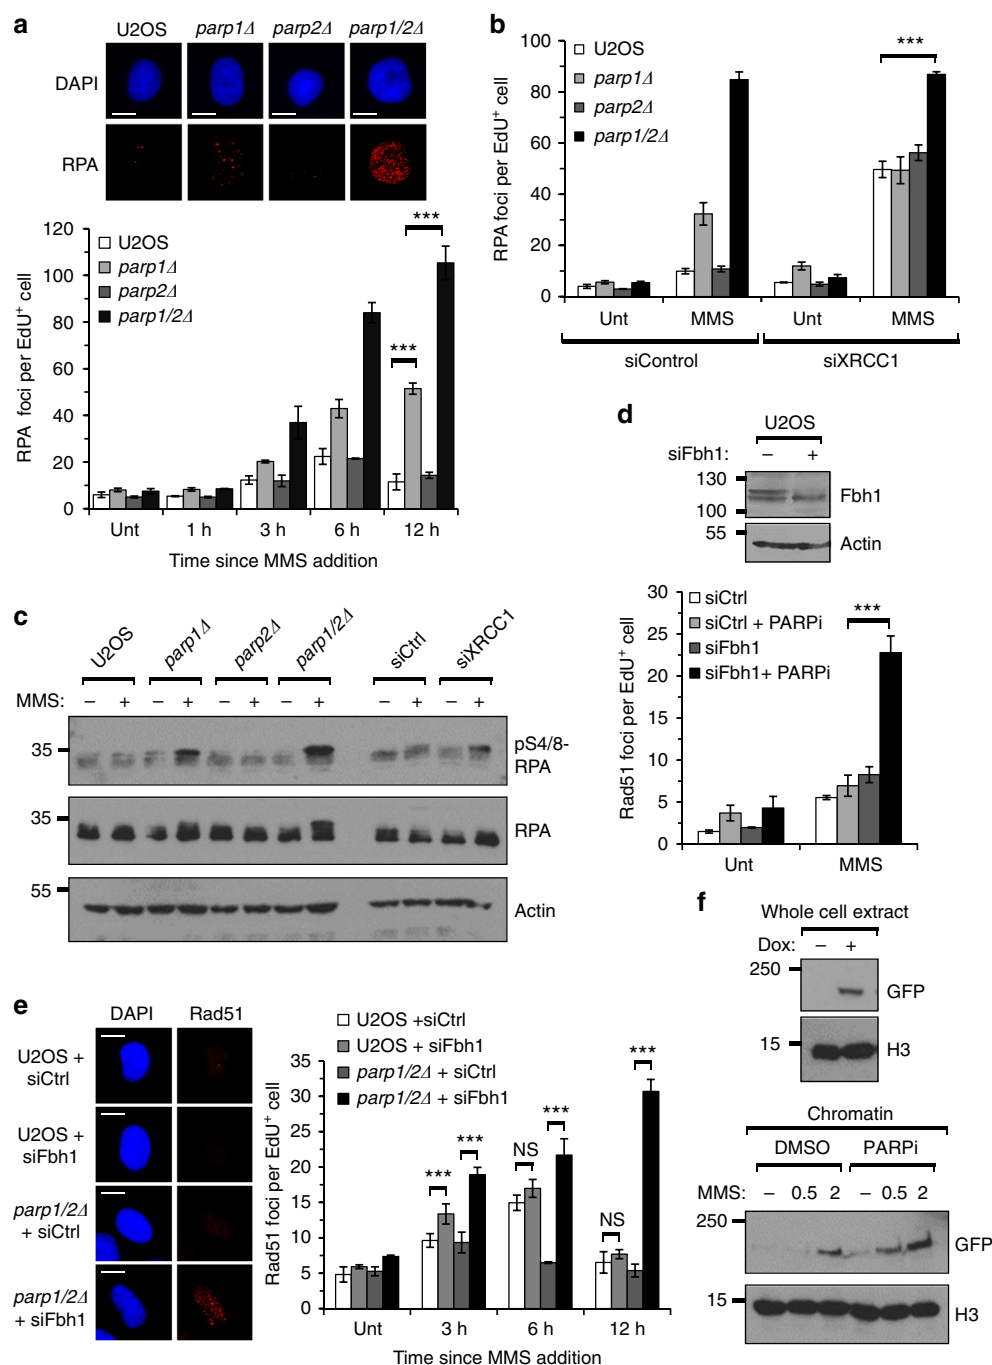 a
U2OS parp1Δ parp2Δ parp1/2Δ
DAPI
RPA
120
100
80
60
40
20
0
RPA foci per EdU+ cell
U2OS
parp1Δ
parp2Δ
parp1/2Δ
***
***
Unt 1 h 3 h 6 h 12 h
Time since MMS addition
b
100
80
60
40
20
0
RPA foci per EdU+ cell
U2OS
parp1Δ
parp2Δ
parp1/2Δ
***
Unt MMS Unt MMS
siControl siXRCC1
c
U2OS parp1Δ parp2Δ parp1/2Δ siCtrl siXRCC1
MMS: – + – + – + – + – + – +
35 pS4/8-
RPA
35 RPA
55 Actin
d
U2OS
siFbh1: – +
130
100 Fbh1
55 Actin
30
25
20
15
10
5
0
Rad51 foci per EdU+ cell
siCtrl
siCtrl + PARPi
siFbh1
siFbh1+ PARPi
***
Unt MMS
e
DAPI Rad51
U2OS +
siCtrl
U2OS +
siFbh1
parp1/2Δ
+ siCtrl
parp1/2Δ
+ siFbh1
U2OS +siCtrl
U2OS + siFbh1
parp1/2Δ + siCtrl
parp1/2Δ + siFbh1
35
30
25
20
15
10
5
0
Rad51 foci per EdU+ cell
*** *** NS *** NS ***
Unt 3 h 6 h 12 h
Time since MMS addition
f
Whole cell extract
Dox: – +
250 GFP
15 H3
Chromatin
DMSO PARPi
MMS: – 0.5 2 – 0.5 2
250 GFP
15 H3